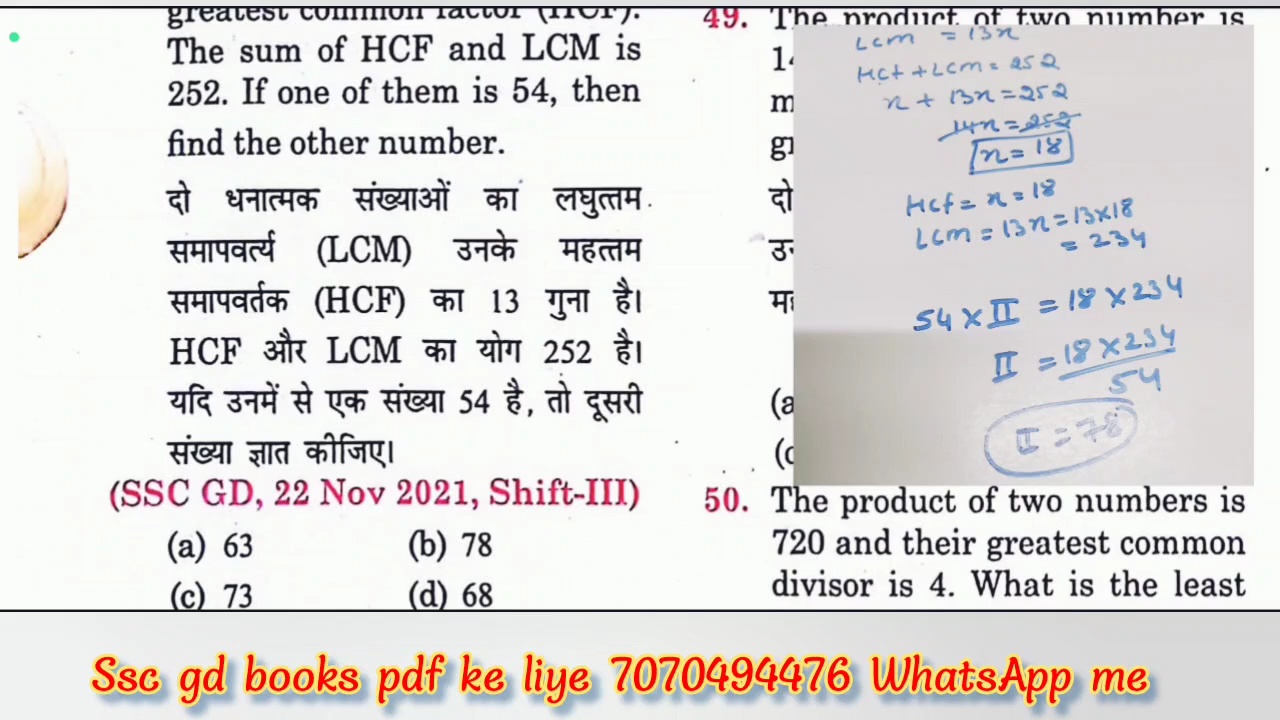 greatest common factor (HCF).
The sum of HCF and LCM is
252. If one of them is 54, then
find the other number.
दो धनात्मक संख्याओं का लघुत्तम
समापवर्त्य (LCM) उनके महत्तम
समापवर्तक (HCF) का 13 गुना है।
HCF और LCM का योग 252 है।
यदि उनमें से एक संख्या 54 है, तो दूसरी
संख्या ज्ञात कीजिए।
(SSC GD, 22 Nov 2021, Shift-III)
(a) 63 (b) 78
(c) 73 (d) 68
49. The product of two number is
LCM = 13x
HCF + LCM = 252
x + 13x = 252
14x = 252
x = 18
HCF = x = 18
LCM = 13x = 13×18
= 234
54 × II = 18 × 234
II = 18 × 234
54
II = 78
50. The product of two numbers is
720 and their greatest common
divisor is 4. What is the least
Ssc gd books pdf ke liye 7070494476 WhatsApp me